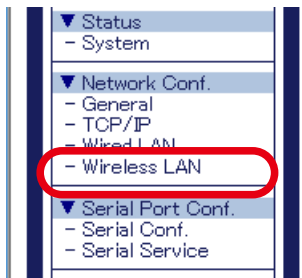 ▼ Status
- System
▼ Network Conf.
- General
- TCP/IP
- Wired LAN
- Wireless LAN
▼ Serial Port Conf.
- Serial Conf.
- Serial Service